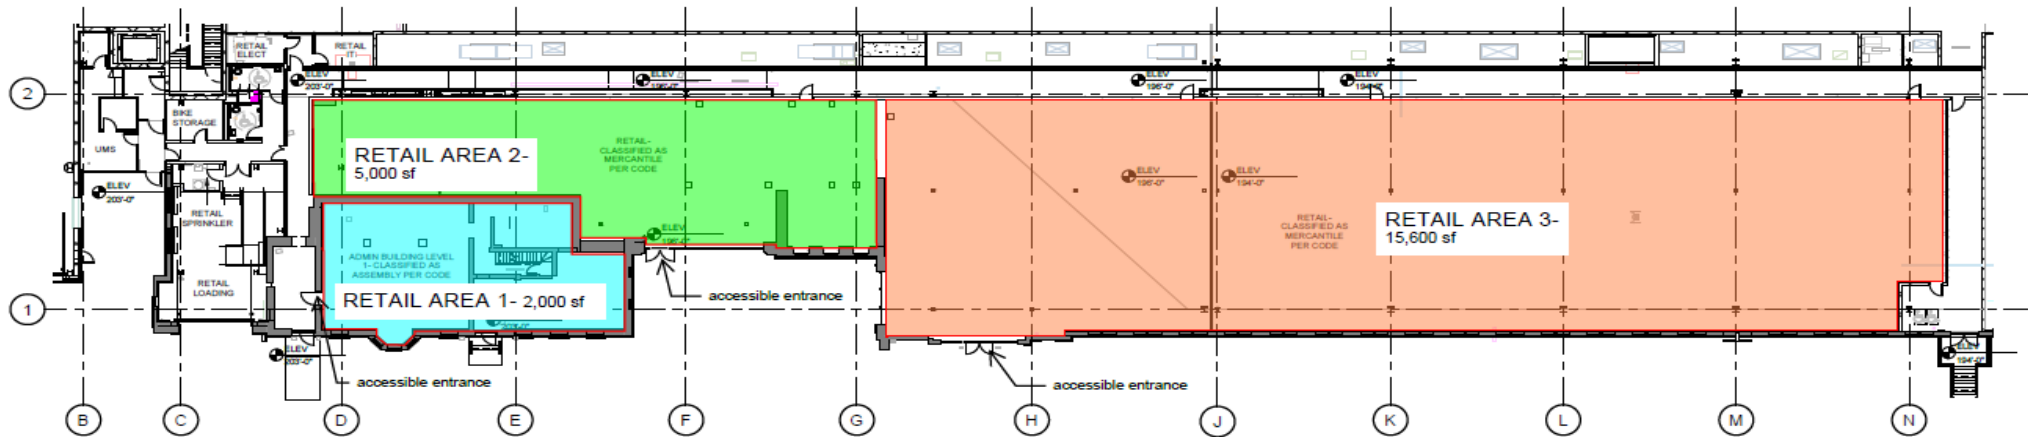 RETAIL
ELECT
RETAIL
IT
ELEV
203'-0"
ELEV
196'-0"
ELEV
196'-0"
ELEV
194'-0"
2
BIKE
STORAGE
UMS
RETAIL AREA 2-
5,000 sf
RETAIL-
CLASSIFIED AS
MERCANTILE
PER CODE
ELEV
203'-0"
ELEV
196'-0"
ELEV
194'-0"
RETAIL
SPRINKLER
RETAIL-
CLASSIFIED AS
MERCANTILE
PER CODE
RETAIL AREA 3-
15,600 sf
ELEV
196'-0"
ADMIN BUILDING LEVEL
1- CLASSIFIED AS
ASSEMBLY PER CODE
RETAIL
LOADING
RETAIL AREA 1- 2,000 sf
accessible entrance
1
203'-0"
ELEV
203'-0"
ELEV
194'-0"
accessible entrance
accessible entrance
B C D E F G H J K L M N